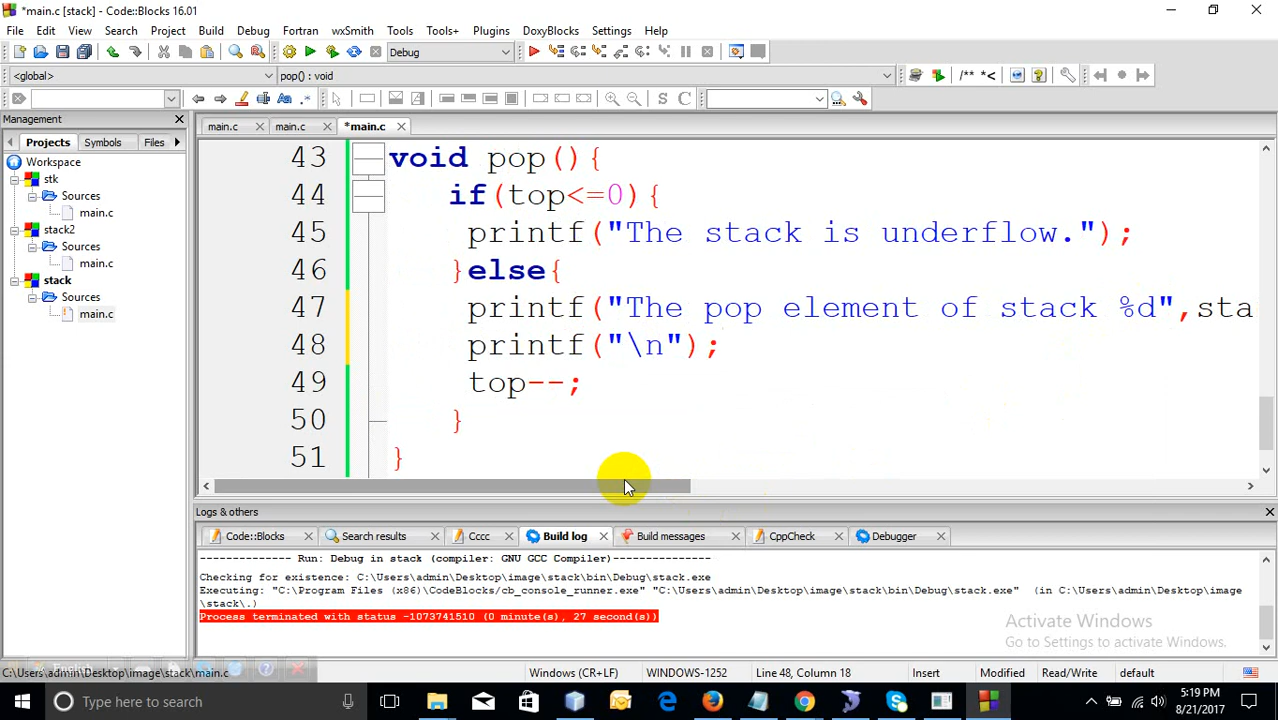 *main.c [stack] - Code::Blocks 16.01
File Edit View Search Project Build Debug Fortran wxSmith Tools Tools+ Plugins DoxyBlocks Settings Help
Debug
<global>
pop() : void
/** *<
S C
Management
Projects Symbols Files
main.c main.c *main.c
Workspace
stk
Sources
main.c
stack2
Sources
main.c
stack
Sources
main.c
43 void pop(){
44 if(top<=0){
45 printf("The stack is underflow.");
46 }else{
47 printf("The pop element of stack %d",sta
48 printf("\n");
49 top--;
50 }
51 }
Logs & others
Code::Blocks Search results Cccc Build log Build messages CppCheck Debugger
-------------- Run: Debug in stack (compiler: GNU GCC Compiler)---------------
Checking for existence: C:\Users\admin\Desktop\image\stack\bin\Debug\stack.exe
Executing: "C:\Program Files (x86)\CodeBlocks/cb_console_runner.exe" "C:\Users\admin\Desktop\image\stack\bin\Debug\stack.exe" (in C:\Users\admin\Desktop\image
\stack\.)
Process terminated with status -1073741510 (0 minute(s), 27 second(s))
Activate Windows
Go to Settings to activate Windows.
English
C:\Users\admin\Desktop\image\stack\main.c Windows (CR+LF) WINDOWS-1252 Line 48, Column 18 Insert Modified Read/Write default
Type here to search
5:19 PM
8/21/2017